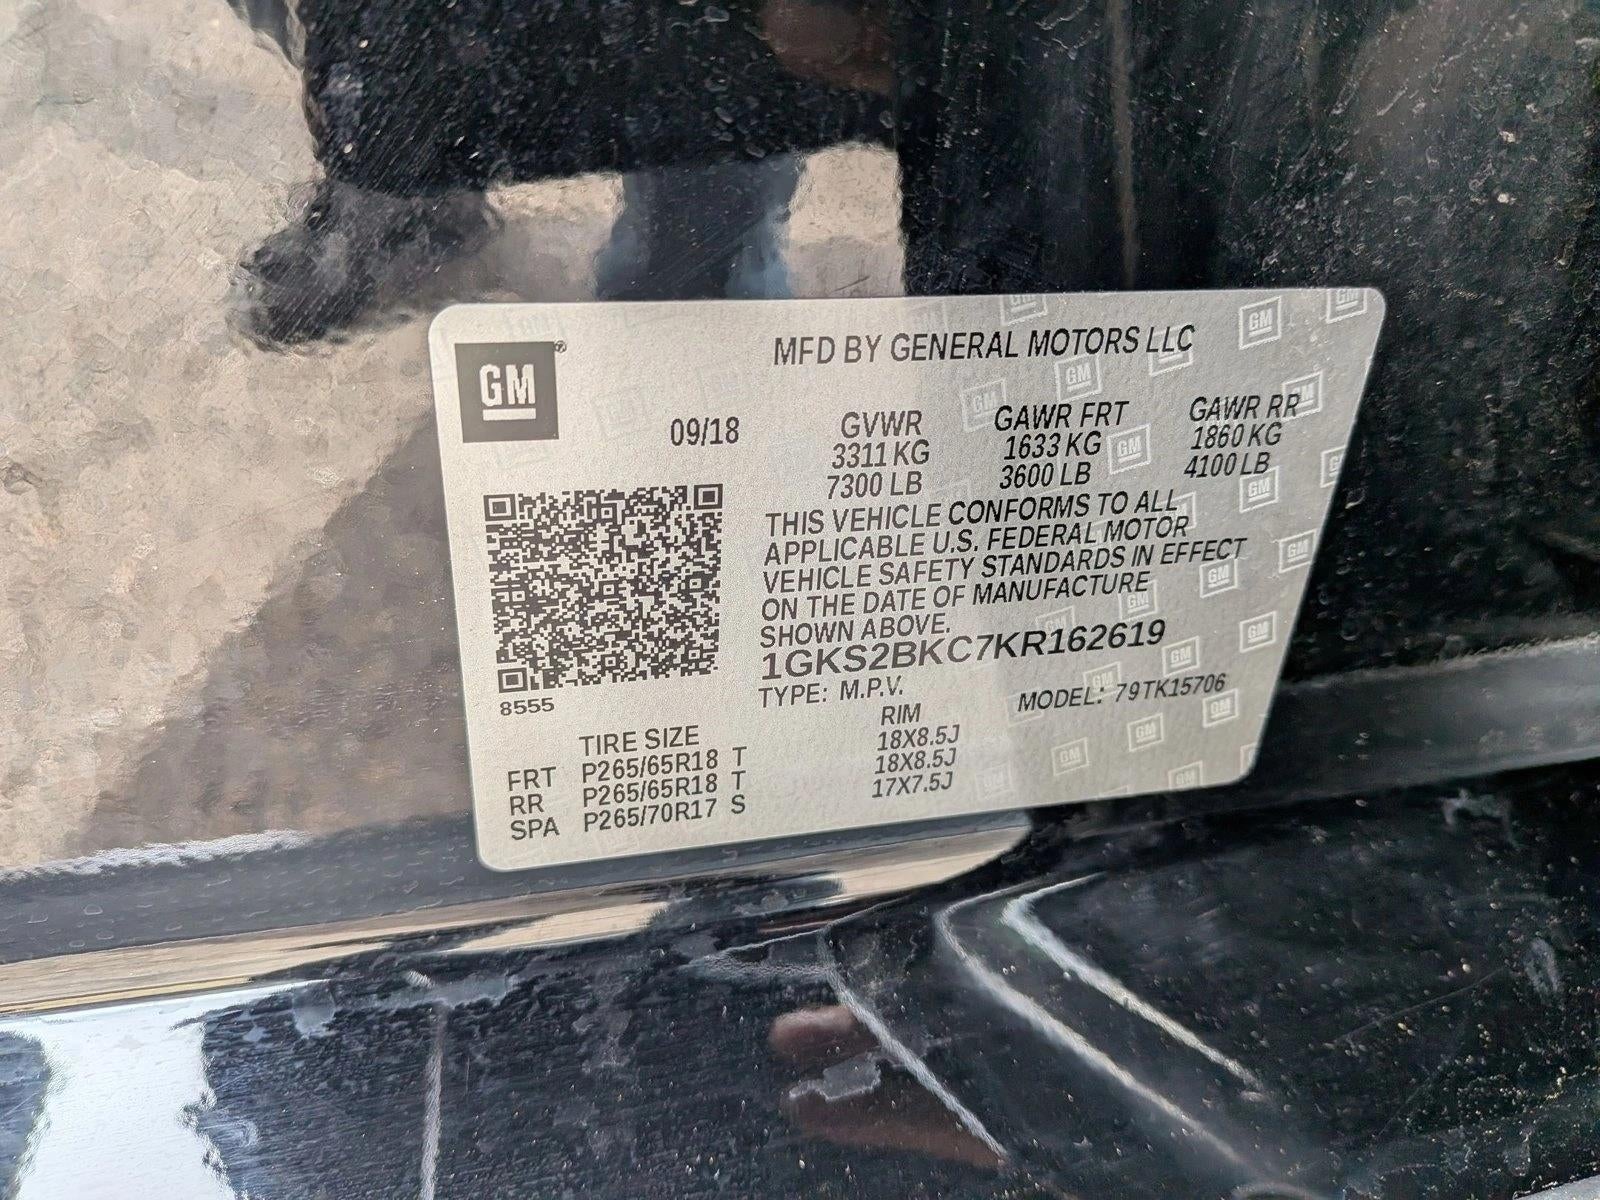 GM
MFD BY GENERAL MOTORS LLC
09/18
GVWR GAWR FRT GAWR RR
3311 KG 1633 KG 1860 KG
7300 LB 3600 LB 4100 LB
THIS VEHICLE CONFORMS TO ALL
APPLICABLE U.S. FEDERAL MOTOR
VEHICLE SAFETY STANDARDS IN EFFECT
ON THE DATE OF MANUFACTURE
SHOWN ABOVE.
1GKS2BKC7KR162619
8555
TYPE: M.P.V. MODEL: 79TK15706
TIRE SIZE RIM
FRT P265/65R18 T 18X8.5J
RR P265/65R18 T 18X8.5J
SPA P265/70R17 S 17X7.5J